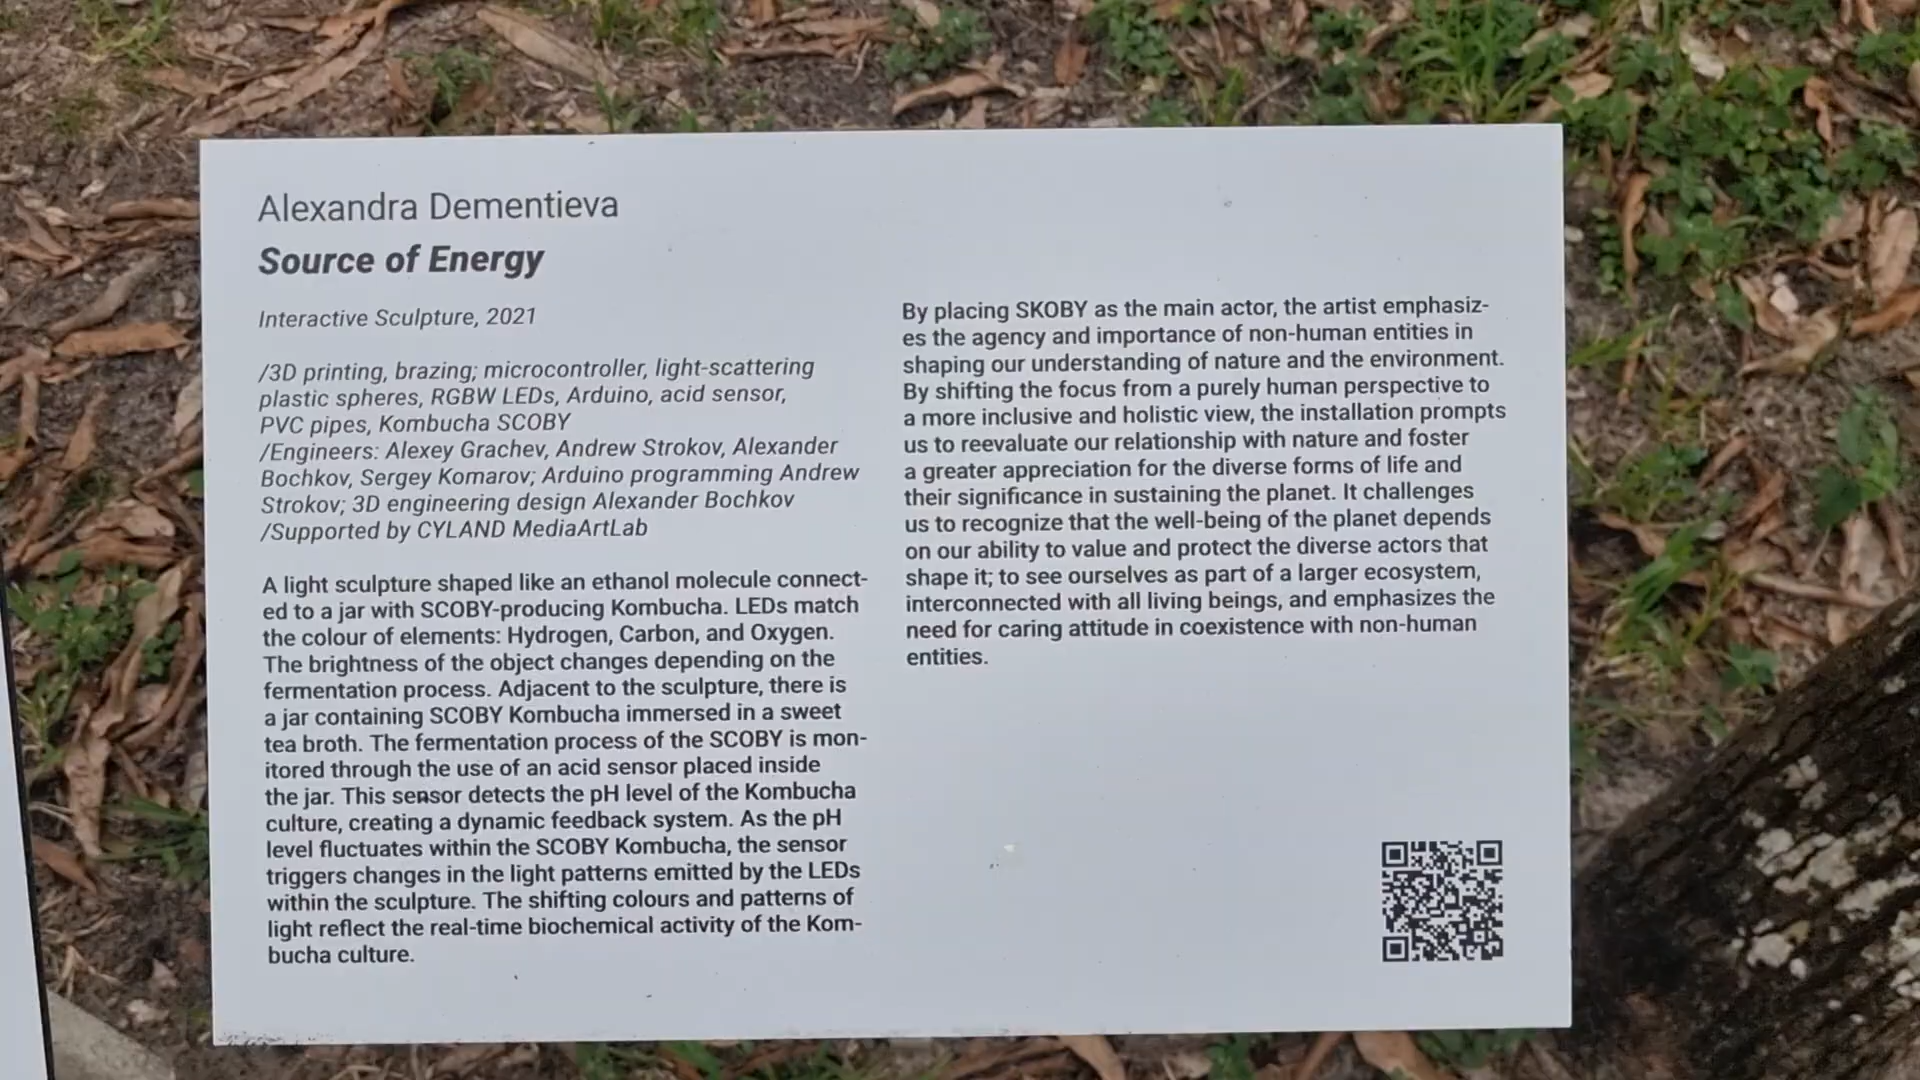 Alexandra Dementieva
Source of Energy
Interactive Sculpture, 2021
/3D printing, brazing; microcontroller, light-scattering
plastic spheres, RGBW LEDs, Arduino, acid sensor,
PVC pipes, Kombucha SCOBY
/Engineers: Alexey Grachev, Andrew Strokov, Alexander
Bochkov, Sergey Komarov; Arduino programming Andrew
Strokov; 3D engineering design Alexander Bochkov
/Supported by CYLAND MediaArtLab
A light sculpture shaped like an ethanol molecule connect-
ed to a jar with SCOBY-producing Kombucha. LEDs match
the colour of elements: Hydrogen, Carbon, and Oxygen.
The brightness of the object changes depending on the
fermentation process. Adjacent to the sculpture, there is
a jar containing SCOBY Kombucha immersed in a sweet
tea broth. The fermentation process of the SCOBY is mon-
itored through the use of an acid sensor placed inside
the jar. This sensor detects the pH level of the Kombucha
culture, creating a dynamic feedback system. As the pH
level fluctuates within the SCOBY Kombucha, the sensor
triggers changes in the light patterns emitted by the LEDs
within the sculpture. The shifting colours and patterns of
light reflect the real-time biochemical activity of the Kom-
bucha culture.
By placing SKOBY as the main actor, the artist emphasiz-
es the agency and importance of non-human entities in
shaping our understanding of nature and the environment.
By shifting the focus from a purely human perspective to
a more inclusive and holistic view, the installation prompts
us to reevaluate our relationship with nature and foster
a greater appreciation for the diverse forms of life and
their significance in sustaining the planet. It challenges
us to recognize that the well-being of the planet depends
on our ability to value and protect the diverse actors that
shape it; to see ourselves as part of a larger ecosystem,
interconnected with all living beings, and emphasizes the
need for caring attitude in coexistence with non-human
entities.